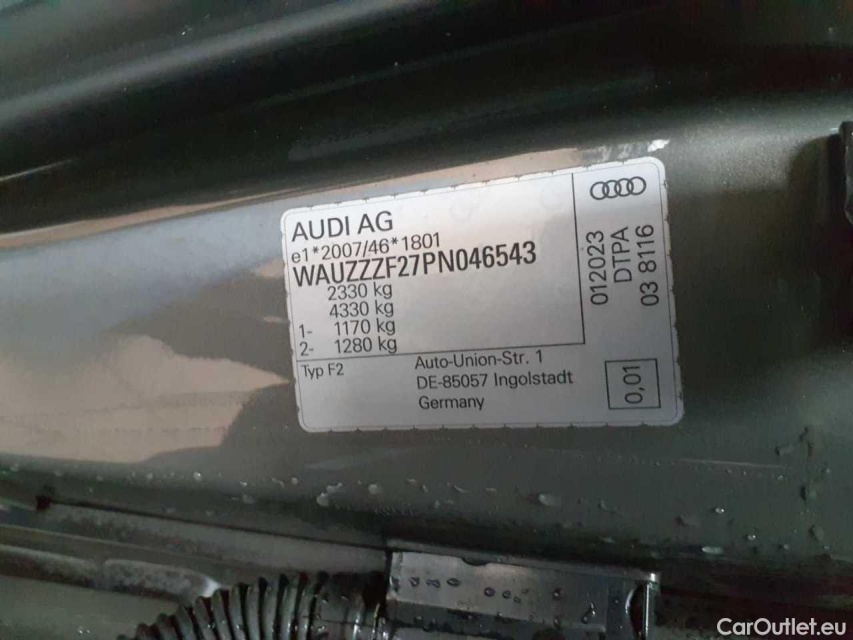 AUDI AG
e1*2007/46*1801
WAUZZZF27PN046543
2330 kg
4330 kg
1- 1170 kg
2- 1280 kg
Typ F2
Auto-Union-Str. 1
DE-85057 Ingolstadt
Germany
012023
DTPA
03 8116
0,01
CarOutlet.eu